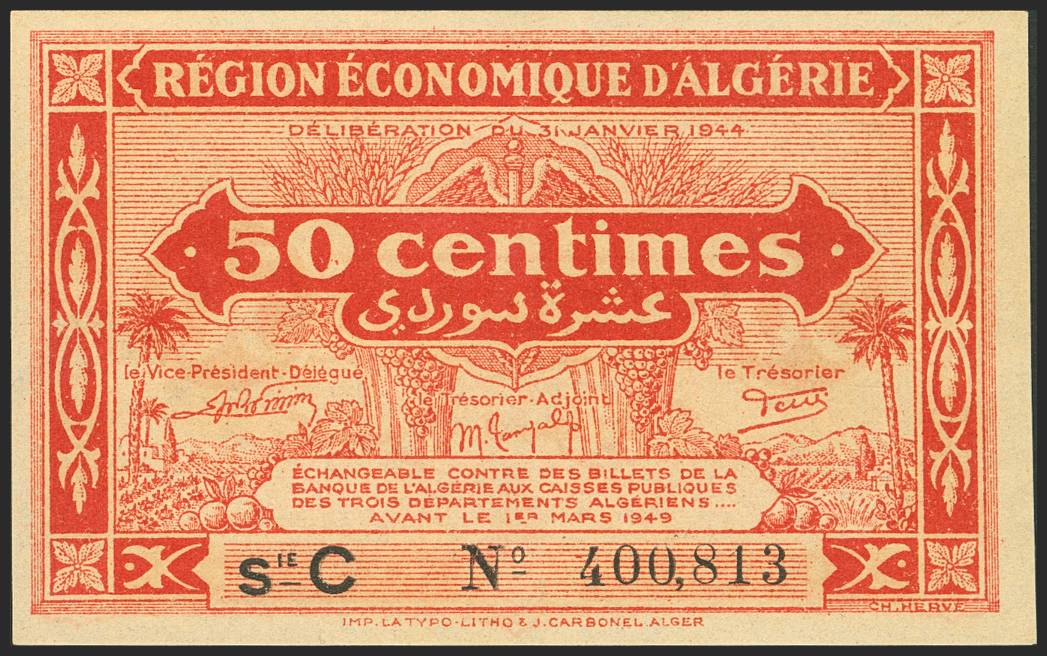 RÉGION ÉCONOMIQUE D'ALGÉRIE
DÉLIBÉRATION DU 31 JANVIER 1944
50 centimes
عشرة سوردي
le Vice-Président-Délégué
le Trésorier-Adjoint
le Trésorier
ÉCHANGEABLE CONTRE DES BILLETS DE LA
BANQUE DE L'ALGÉRIE AUX CAISSES PUBLIQUES
DES TROIS DÉPARTEMENTS ALGÉRIENS....
AVANT LE 1ER MARS 1949
SIE C Nº 400,813
CH. HERVÉ
IMP. LA TYPO-LITHO & J. CARBONEL. ALGER